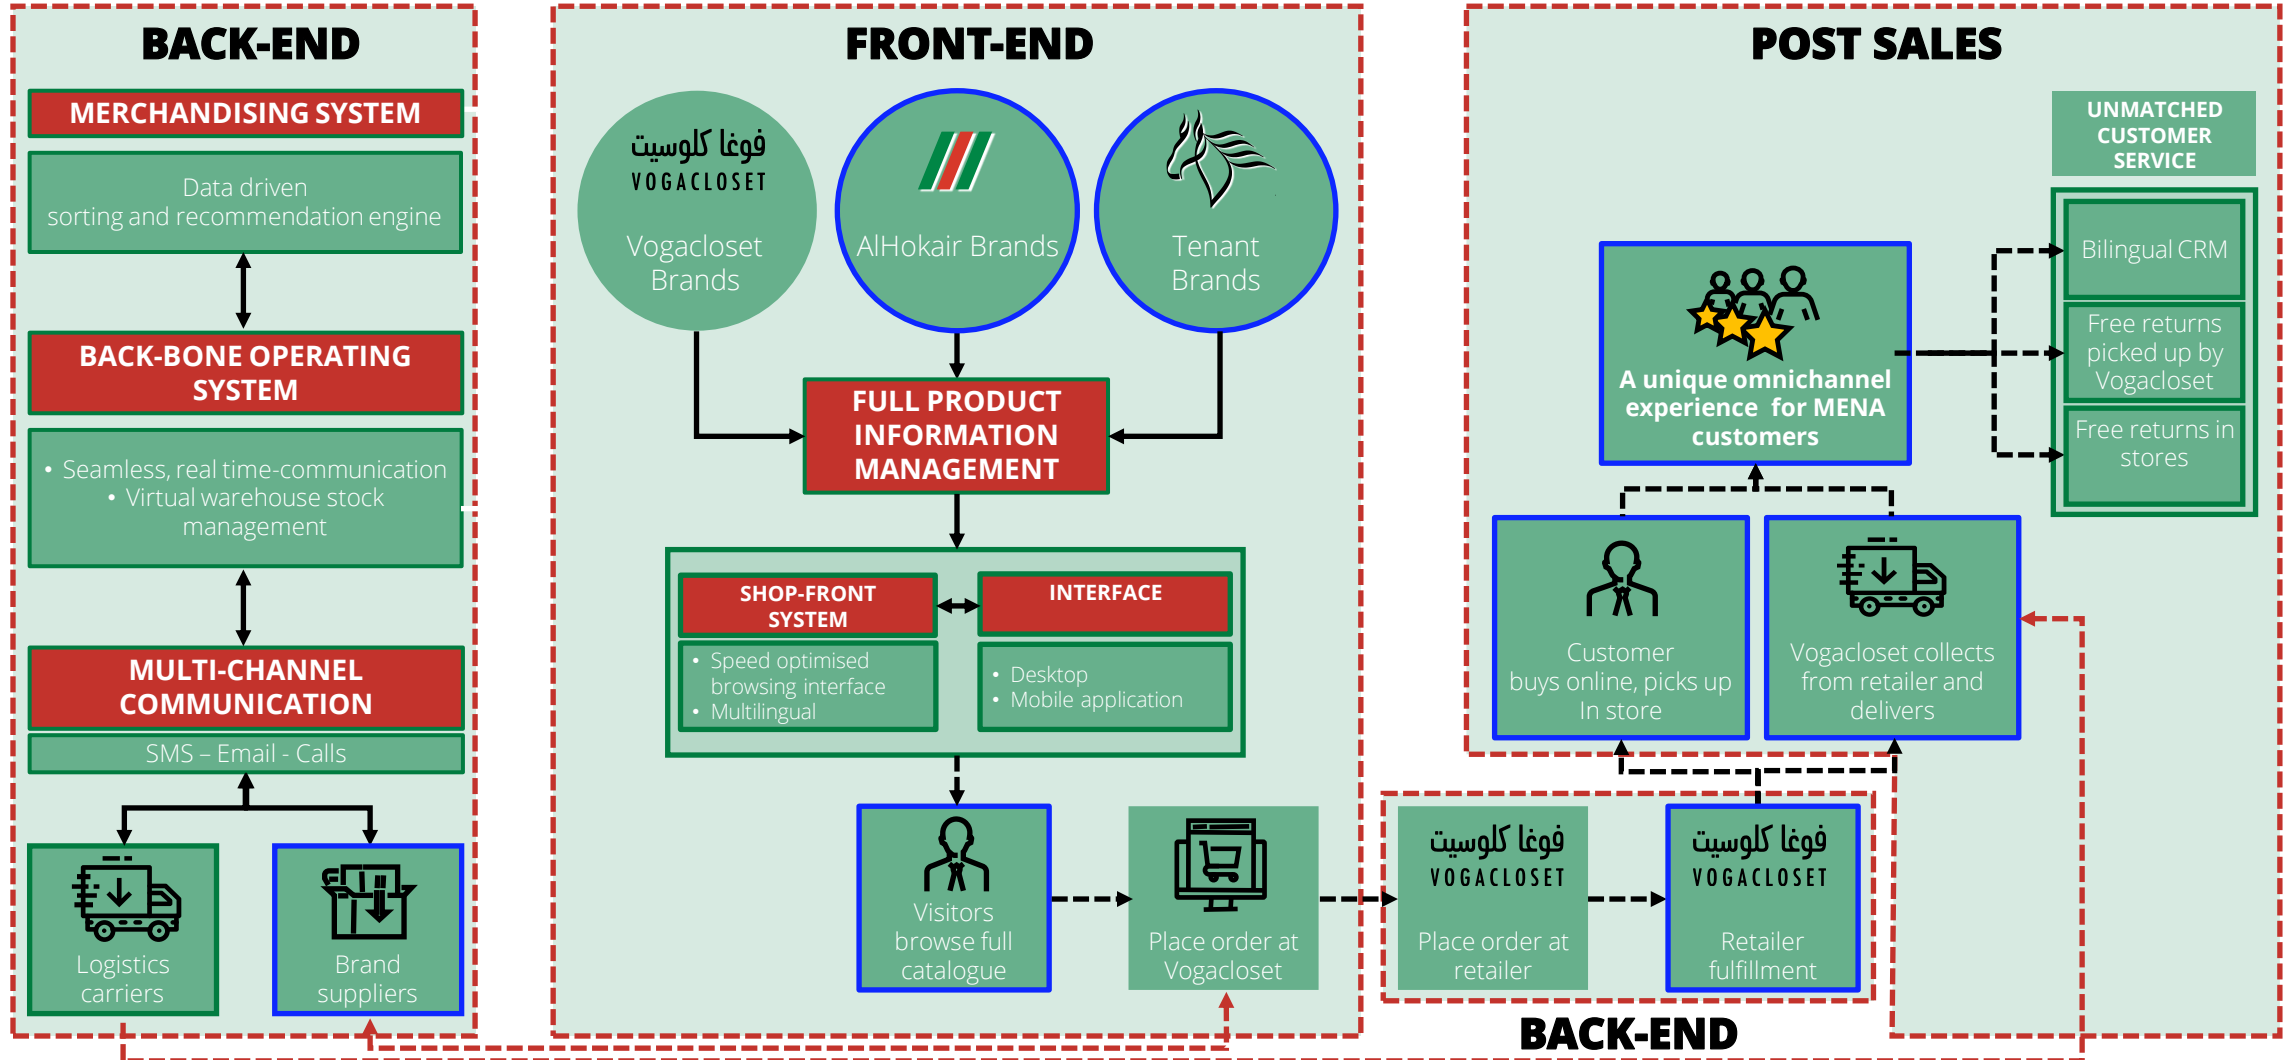 BACK-END
MERCHANDISING SYSTEM
Data driven
sorting and recommendation engine
BACK-BONE OPERATING
SYSTEM
• Seamless, real time-communication
• Virtual warehouse stock
management
MULTI-CHANNEL
COMMUNICATION
SMS – Email - Calls
Logistics
carriers
Brand
suppliers
FRONT-END
فوغا كلوسيت
VOGACLOSET
Vogacloset
Brands
AlHokair Brands
Tenant
Brands
FULL PRODUCT
INFORMATION
MANAGEMENT
SHOP-FRONT
SYSTEM
• Speed optimised
browsing interface
• Multilingual
INTERFACE
• Desktop
• Mobile application
Visitors
browse full
catalogue
Place order at
Vogacloset
فوغا كلوسيت
VOGACLOSET
Place order at
retailer
فوغا كلوسيت
VOGACLOSET
Retailer
fulfillment
BACK-END
POST SALES
UNMATCHED
CUSTOMER
SERVICE
Bilingual CRM
Free returns
picked up by
Vogacloset
Free returns in
stores
A unique omnichannel
experience for MENA
customers
Customer
buys online, picks up
In store
Vogacloset collects
from retailer and
delivers